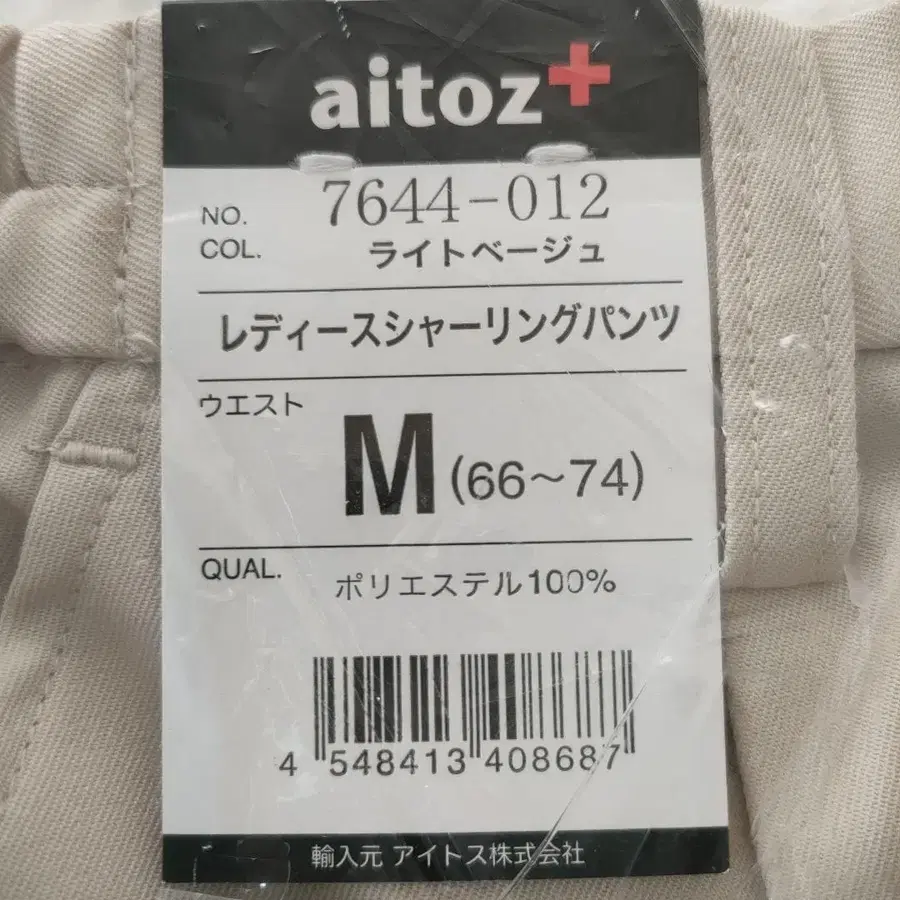 aitoz+
NO. 7644-012
COL. ライトベージュ
レディースシャーリングパンツ
ウエスト M (66～74)
QUAL. ポリエステル100%
4 548413 408687
輸入元 アイトス株式会社